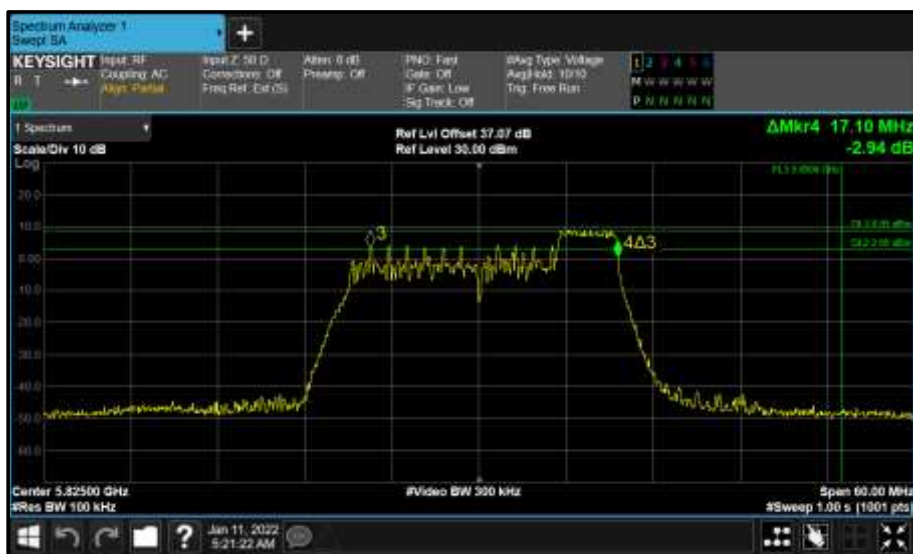 Spectrum Analyzer 1
Swept SA
KEYSIGHT
R T
Input: RF
Coupling: AC
Align: Partial
Input Z: 50 Ω
Corrections: Off
Freq Ref: Ext (S)
Atten: 0 dB
Preamp: Off
PNO: Fast
Gate: Off
IF Gain: Low
Sig Track: Off
#Avg Type: Voltage
Avg|Hold: 10/10
Trig: Free Run
1 2 3 4 5 6
M W W W W W
P N N N N N
1 Spectrum
Scale/Div 10 dB
Ref Lvl Offset 37.07 dB
Ref Level 30.00 dBm
ΔMkr4 17.10 MHz
-2.94 dB
Log
20.0
10.0
0.00
-10.0
-20.0
-30.0
-40.0
-50.0
-60.0
3
4Δ3
Center 5.82500 GHz
#Res BW 100 kHz
#Video BW 300 kHz
Span 60.00 MHz
#Sweep 1.00 s (1001 pts)
?
Jan 11, 2022
5:21:22 AM